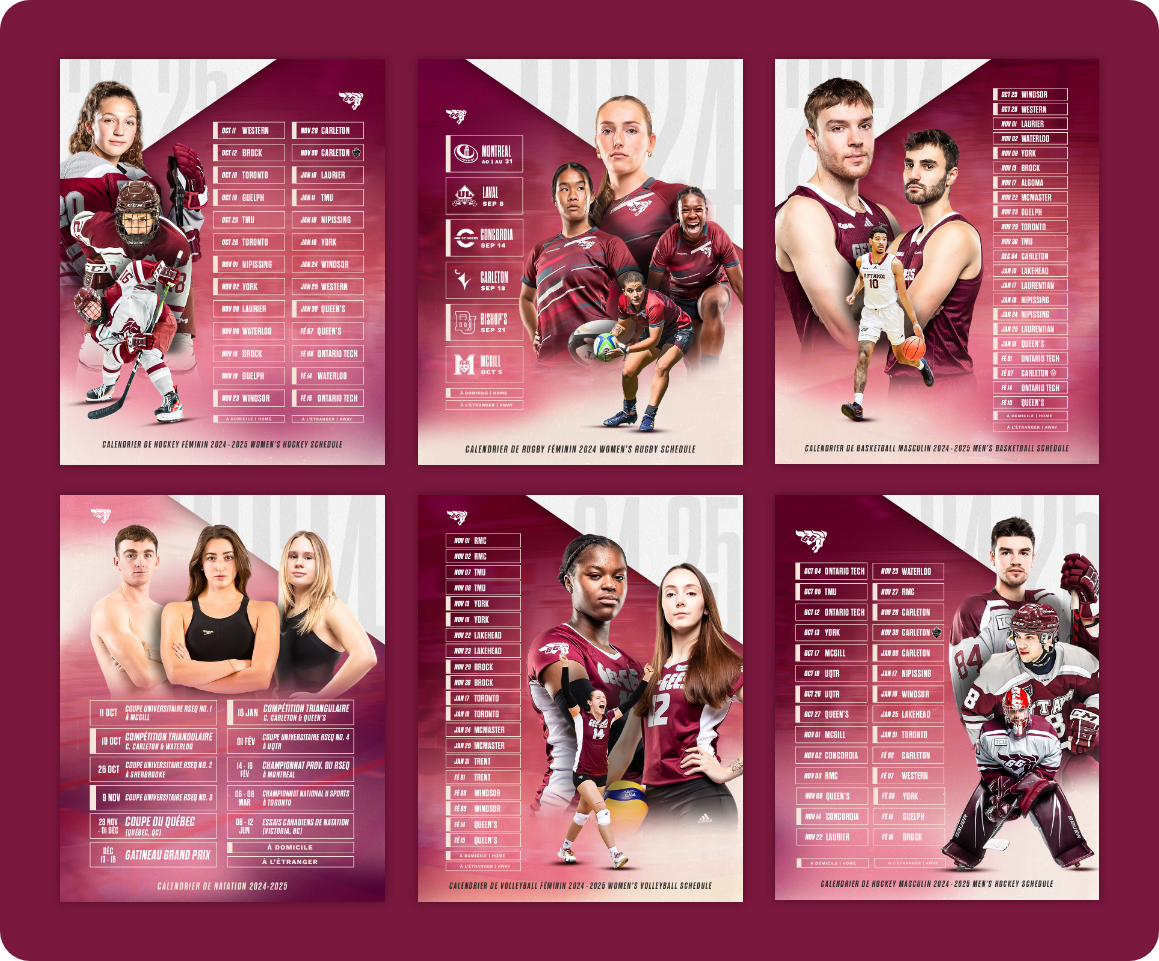 24-25
OCT 11 WESTERN
OCT 12 BROCK
OCT 18 TORONTO
OCT 19 GUELPH
OCT 25 TMU
OCT 26 TORONTO
NOV 01 NIPISSING
NOV 02 YORK
NOV 08 LAURIER
NOV 09 WATERLOO
NOV 15 BROCK
NOV 16 GUELPH
NOV 23 WINDSOR
NOV 28 CARLETON
NOV 30 CARLETON
JAN 10 LAURIER
JAN 11 TMU
JAN 18 NIPISSING
JAN 19 YORK
JAN 24 WINDSOR
JAN 25 WESTERN
JAN 30 QUEEN'S
FÉ 07 QUEEN'S
FÉ 08 ONTARIO TECH
FÉ 14 WATERLOO
FÉ 15 ONTARIO TECH
À DOMICILE | HOME
À L'ÉTRANGER | AWAY
CALENDRIER DE HOCKEY FÉMININ 2024-2025 WOMEN'S HOCKEY SCHEDULE
2024
MONTREAL
AO | AU 31
LAVAL
SEP 8
CONCORDIA
SEP 14
CARLETON
SEP 18
BISHOP'S
SEP 21
MCGILL
OCT 5
À DOMICILE | HOME
À L'ÉTRANGER | AWAY
CALENDRIER DE RUGBY FÉMININ 2024 WOMEN'S RUGBY SCHEDULE
OTTAWA
10
OCT 25 WINDSOR
OCT 26 WESTERN
NOV 01 LAURIER
NOV 02 WATERLOO
NOV 08 YORK
NOV 15 BROCK
NOV 17 ALGOMA
NOV 22 MCMASTER
NOV 23 GUELPH
NOV 29 TORONTO
NOV 30 TMU
DEC 04 CARLETON
JAN 10 LAKEHEAD
JAN 17 LAURENTIAN
JAN 18 NIPISSING
JAN 24 NIPISSING
JAN 25 LAURENTIAN
JAN 31 QUEEN'S
FÉ 01 ONTARIO TECH
FÉ 07 CARLETON
FÉ 14 ONTARIO TECH
FÉ 15 QUEEN'S
À DOMICILE | HOME
À L'ÉTRANGER | AWAY
CALENDRIER DE BASKETBALL MASCULIN 2024-2025 MEN'S BASKETBALL SCHEDULE
11 OCT COUPE UNIVERSITAIRE RSEQ NO. 1
À MCGILL
19 OCT COMPÉTITION TRIANGULAIRE
C. CARLETON & WATERLOO
26 OCT COUPE UNIVERSITAIRE RSEQ NO. 2
À SHERBROOKE
9 NOV COUPE UNIVERSITAIRE RSEQ NO. 3
28 NOV - 01 DÉC COUPE DU QUÉBEC
(QUÉBEC, QC)
DÉC 13 - 15 GATINEAU GRAND PRIX
18 JAN COMPÉTITION TRIANGULAIRE
C. CARLETON & QUEEN'S
01 FÉV COUPE UNIVERSITAIRE RSEQ NO. 4
À UQTR
14 - 16 FÉV CHAMPIONNAT PROV. DU RSEQ
À MONTREAL
06 - 08 MAR CHAMPIONNAT NATIONAL U SPORTS
À TORONTO
08 - 12 JUN ESSAIS CANADIENS DE NATATION
(VICTORIA, BC)
À DOMICILE
À L'ÉTRANGER
CALENDRIER DE NATATION 2024-2025
24-25
NOV 01 RMC
NOV 02 RMC
NOV 07 TMU
NOV 08 TMU
NOV 15 YORK
NOV 16 YORK
NOV 22 LAKEHEAD
NOV 23 LAKEHEAD
NOV 29 BROCK
NOV 30 BROCK
JAN 17 TORONTO
JAN 18 TORONTO
JAN 24 MCMASTER
JAN 25 MCMASTER
JAN 31 TRENT
FÉ 01 TRENT
FÉ 08 WINDSOR
FÉ 09 WINDSOR
FÉ 14 QUEEN'S
FÉ 15 QUEEN'S
À DOMICILE | HOME
À L'ÉTRANGER | AWAY
GEES
12
14
CALENDRIER DE VOLLEYBALL FÉMININ 2024-2025 WOMEN'S VOLLEYBALL SCHEDULE
OCT 04 ONTARIO TECH
OCT 05 TMU
OCT 12 ONTARIO TECH
OCT 13 YORK
OCT 17 MCGILL
OCT 18 UQTR
OCT 26 UQTR
OCT 27 QUEEN'S
NOV 01 MCGILL
NOV 02 CONCORDIA
NOV 08 RMC
NOV 09 QUEEN'S
NOV 14 CONCORDIA
NOV 22 LAURIER
NOV 23 WATERLOO
NOV 27 RMC
NOV 29 CARLETON
NOV 30 CARLETON
JAN 09 CARLETON
JAN 17 NIPISSING
JAN 18 WINDSOR
JAN 25 LAKEHEAD
JAN 31 TORONTO
FÉ 02 CARLETON
FÉ 07 WESTERN
FÉ 08 YORK
FÉ 15 GUELPH
FÉ 16 BROCK
À DOMICILE | HOME
À L'ÉTRANGER | AWAY
84
8
CCM
CALENDRIER DE HOCKEY MASCULIN 2024-2025 MEN'S HOCKEY SCHEDULE